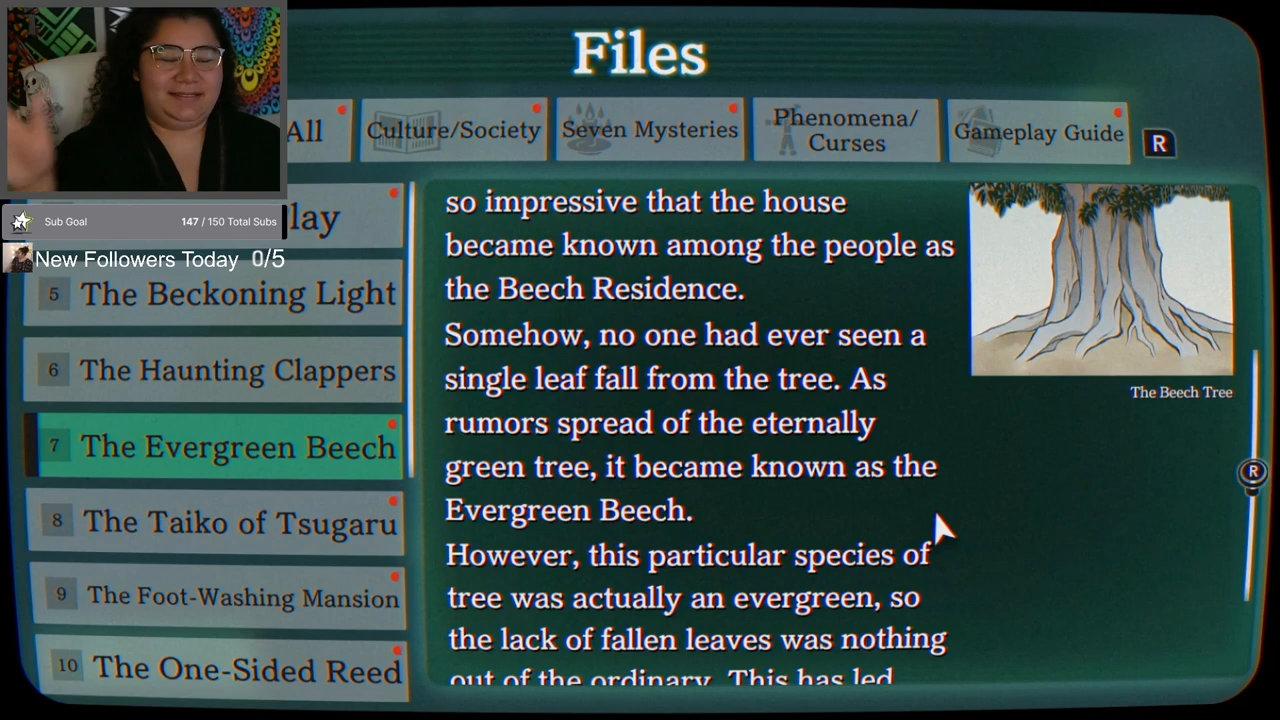 Files
All
Culture/Society
Seven Mysteries
Phenomena/
Curses
Gameplay Guide
R
Sub Goal
147 / 150 Total Subs
New Followers Today 0/5
lay
5 The Beckoning Light
6 The Haunting Clappers
7 The Evergreen Beech
8 The Taiko of Tsugaru
9 The Foot-Washing Mansion
10 The One-Sided Reed
so impressive that the house
became known among the people as
the Beech Residence.
Somehow, no one had ever seen a
single leaf fall from the tree. As
rumors spread of the eternally
green tree, it became known as the
Evergreen Beech.
However, this particular species of
tree was actually an evergreen, so
the lack of fallen leaves was nothing
out of the ordinary. This has led
The Beech Tree
R